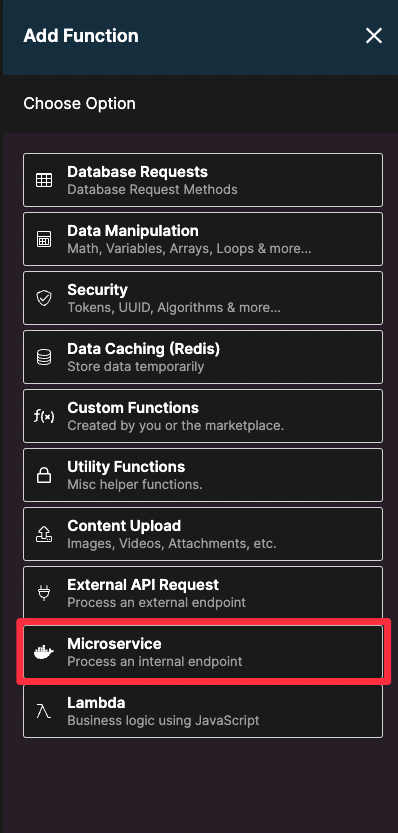 Add Function
Choose Option
Database Requests
Database Request Methods
Data Manipulation
Math, Variables, Arrays, Loops & more...
Security
Tokens, UUID, Algorithms & more...
Data Caching (Redis)
Store data temporarily
f(x)
Custom Functions
Created by you or the marketplace.
Utility Functions
Misc helper functions.
Content Upload
Images, Videos, Attachments, etc.
External API Request
Process an external endpoint
Microservice
Process an internal endpoint
Lambda
Business logic using JavaScript